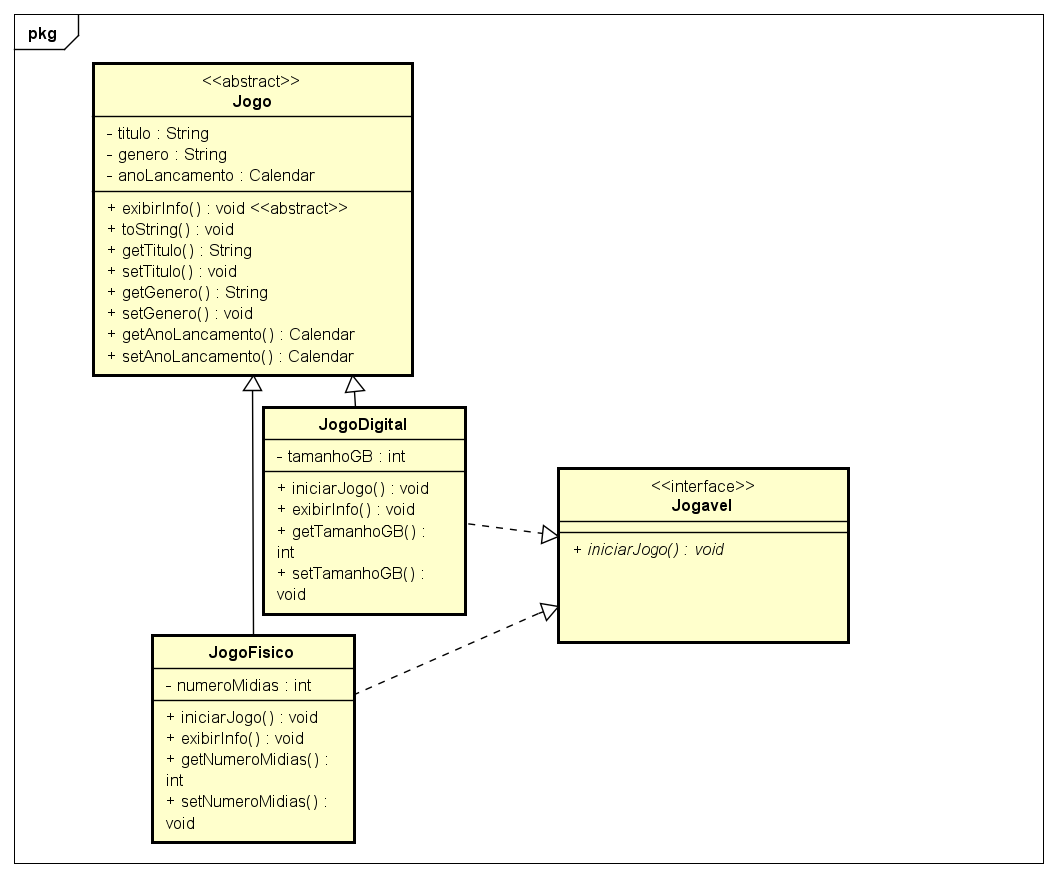 pkg
<<abstract>>
Jogo
- titulo : String
- genero : String
- anoLancamento : Calendar
+ exibirInfo() : void <<abstract>>
+ toString() : void
+ getTitulo() : String
+ setTitulo() : void
+ getGenero() : String
+ setGenero() : void
+ getAnoLancamento() : Calendar
+ setAnoLancamento() : Calendar
JogoDigital
- tamanhoGB : int
+ iniciarJogo() : void
+ exibirInfo() : void
+ getTamanhoGB() :
int
+ setTamanhoGB() :
void
<<interface>>
Jogavel
+ iniciarJogo() : void
JogoFisico
- numeroMidias : int
+ iniciarJogo() : void
+ exibirInfo() : void
+ getNumeroMidias() :
int
+ setNumeroMidias() :
void